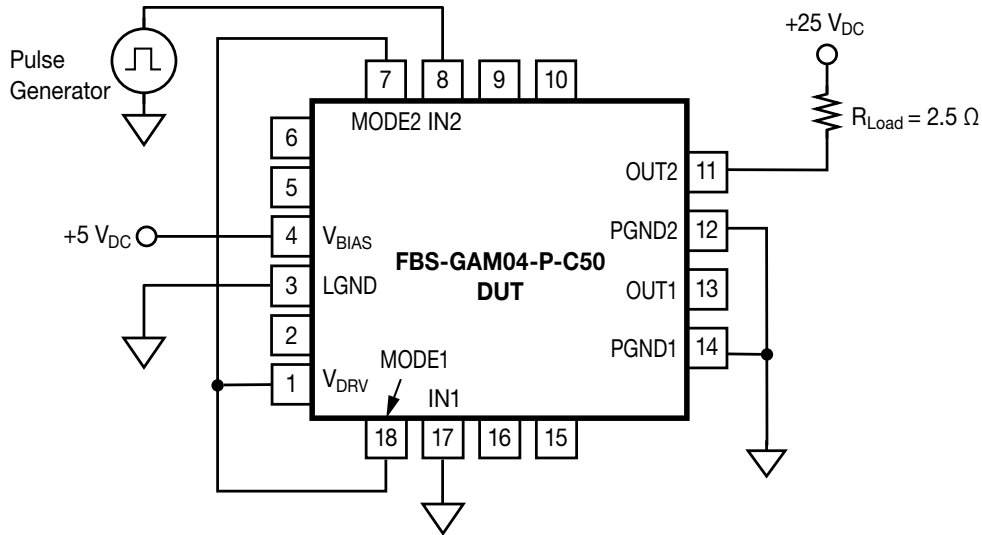 +25 V_DC
Pulse
Generator
7
8
9
10
R_Load = 2.5 Ω
MODE2 IN2
6
OUT2
11
5
PGND2
12
+5 V_DC
4
V_BIAS
FBS-GAM04-P-C50
DUT
3
LGND
OUT1
13
2
MODE1
PGND1
14
1
V_DRV
IN1
18
17
16
15